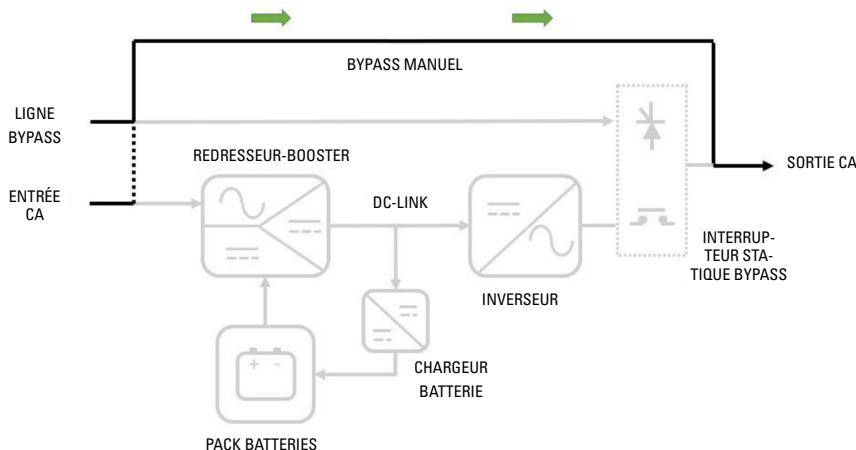 BYPASS MANUEL
LIGNE
BYPASS
REDRESSEUR-BOOSTER
SORTIE CA
ENTRÉE
CA
DC-LINK
INTERRUP-
TEUR STA-
TIQUE BYPASS
INVERSEUR
CHARGEUR
BATTERIE
+ -
PACK BATTERIES